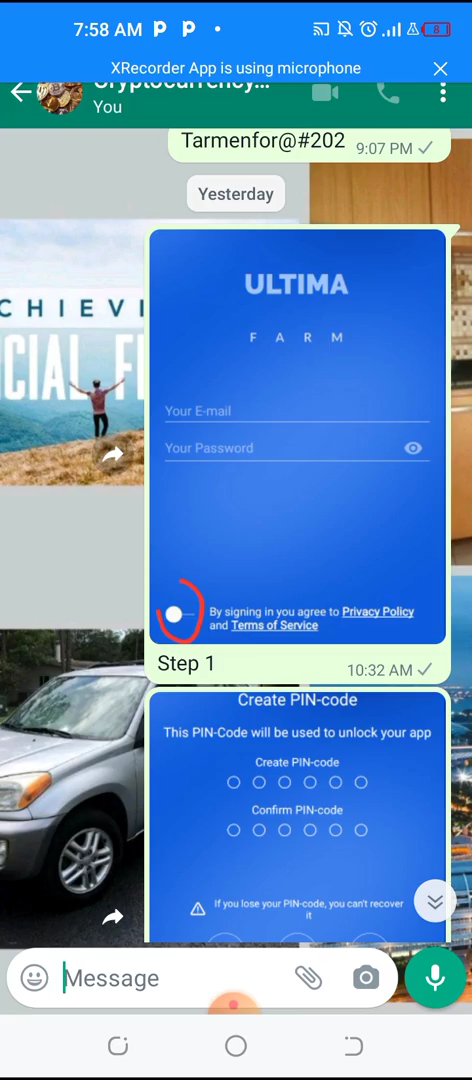 7:58 AM P P •
8
XRecorder App is using microphone
Cryptocurrency...
You
Tarmenfor@#202
9:07 PM
Yesterday
CHIEVI
CIAL FI
ULTIMA
FARM
Your E-mail
Your Password
By signing in you agree to Privacy Policy
and Terms of Service
Step 1
10:32 AM
Create PIN-code
This PIN-Code will be used to unlock your app
Create PIN-code
Confirm PIN-code
If you lose your PIN-code, you can't recover
it
Message